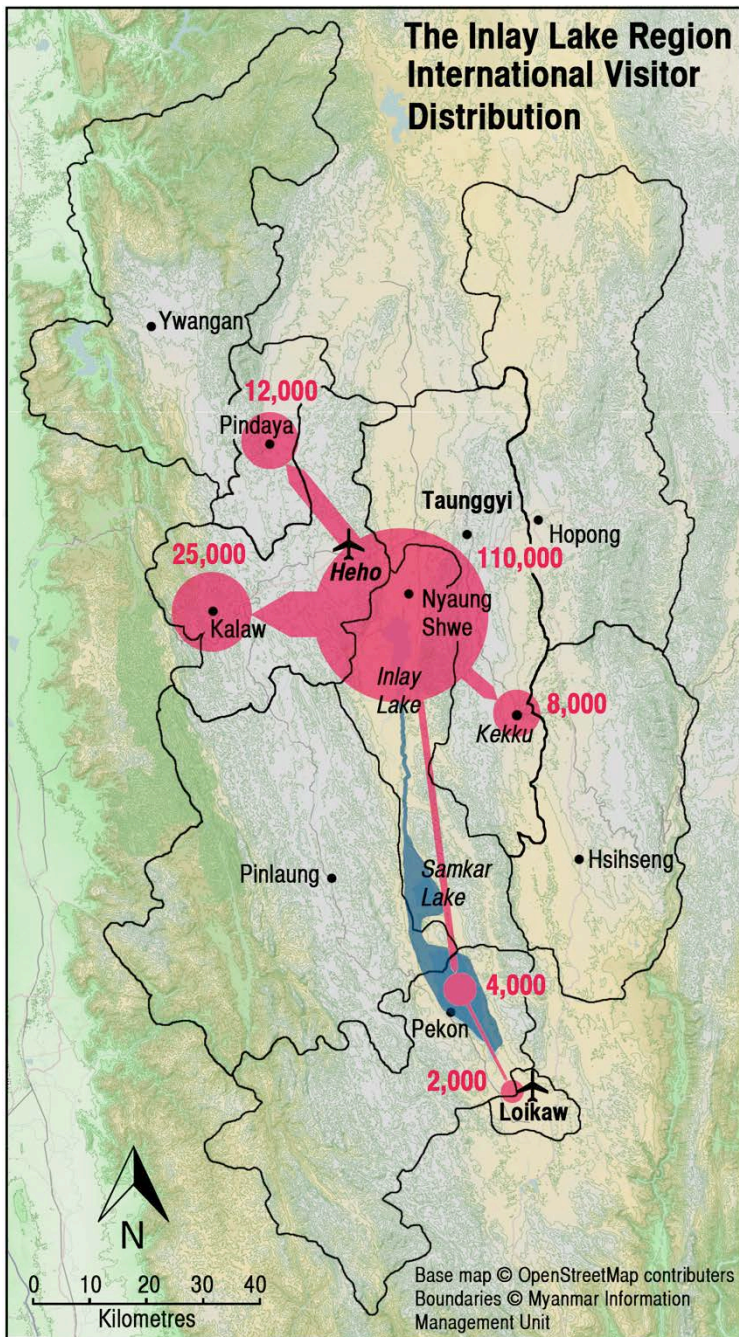 The Inlay Lake Region
International Visitor
Distribution
Ywangan
12,000
Pindaya
Taunggyi
Hopong
25,000
Heho
110,000
Kalaw
Nyaung
Shwe
Inlay
Lake
8,000
Kekku
Pinlaung
Samkar
Lake
Hsihseng
4,000
Pekon
2,000
Loikaw
N
0 10 20 40
Kilometres
Base map © OpenStreetMap contributers
Boundaries © Myanmar Information
Management Unit